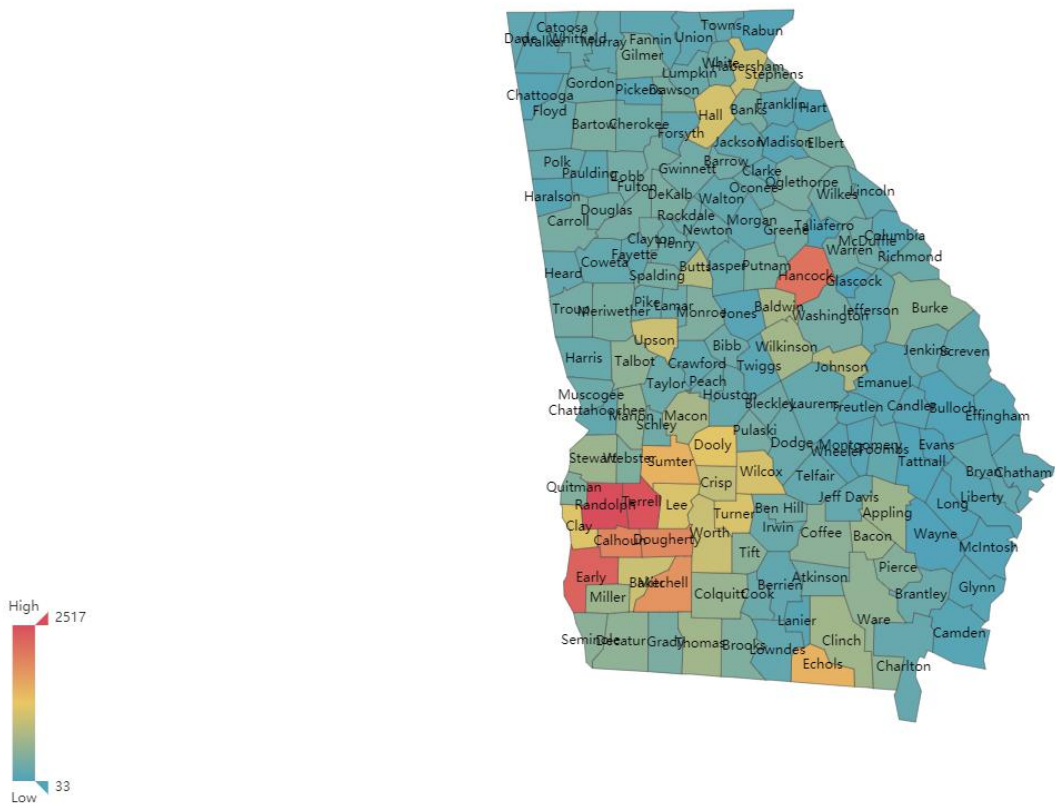 Towns
Rabun
Catoosa
Dade
Walker
Whitfield
Murray
Fannin
Union
Gilmer
White
Habersham
Lumpkin
Stephens
Gordon
Chattooga
Pickens
Dawson
Floyd
Hall
Banks
Franklin
Hart
Bartow
Cherokee
Forsyth
Jackson
Madison
Elbert
Polk
Paulding
Cobb
Gwinnett
Barrow
Clarke
Oglethorpe
Fulton
DeKalb
Oconee
Wilkes
Lincoln
Haralson
Walton
Douglas
Carroll
Rockdale
Morgan
Newton
Greene
Taliaferro
Columbia
McDuffie
Clayton
Henry
Warren
Richmond
Fayette
Coweta
Heard
Spalding
Butts
Jasper
Putnam
Hancock
Glascock
Troup
Meriwether
Pike
Lamar
Monroe
Jones
Baldwin
Washington
Jefferson
Burke
Upson
Bibb
Wilkinson
Jenkins
Screven
Harris
Talbot
Crawford
Twiggs
Johnson
Emanuel
Taylor
Peach
Muscogee
Houston
Chattahoochee
Marion
Macon
Bleckley
Laurens
Treutlen
Candler
Bulloch
Effingham
Schley
Pulaski
Dooly
Dodge
Montgomery
Wheeler
Toombs
Evans
Tattnall
Stewart
Webster
Sumter
Wilcox
Telfair
Bryan
Chatham
Quitman
Crisp
Randolph
Terrell
Lee
Turner
Ben Hill
Jeff Davis
Appling
Long
Liberty
Clay
Worth
Irwin
Coffee
Bacon
Wayne
McIntosh
Calhoun
Dougherty
Tift
Early
Baker
Mitchell
Pierce
Miller
Colquitt
Cook
Berrien
Atkinson
Brantley
Glynn
Lanier
Ware
Seminole
Decatur
Grady
Thomas
Brooks
Lowndes
Clinch
Camden
Echols
Charlton
High
2517
33
Low